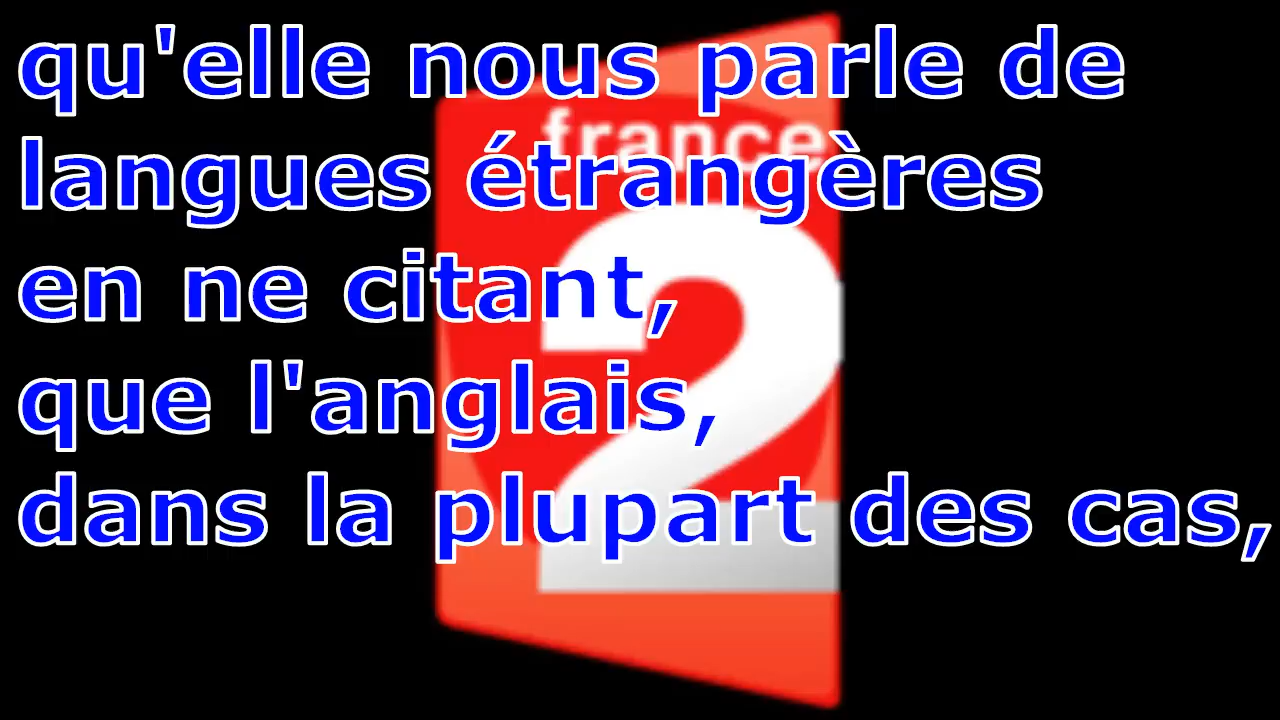 qu'elle nous parle de
france
langues étrangères
2
en ne citant,
que l'anglais,
dans la plupart des cas,